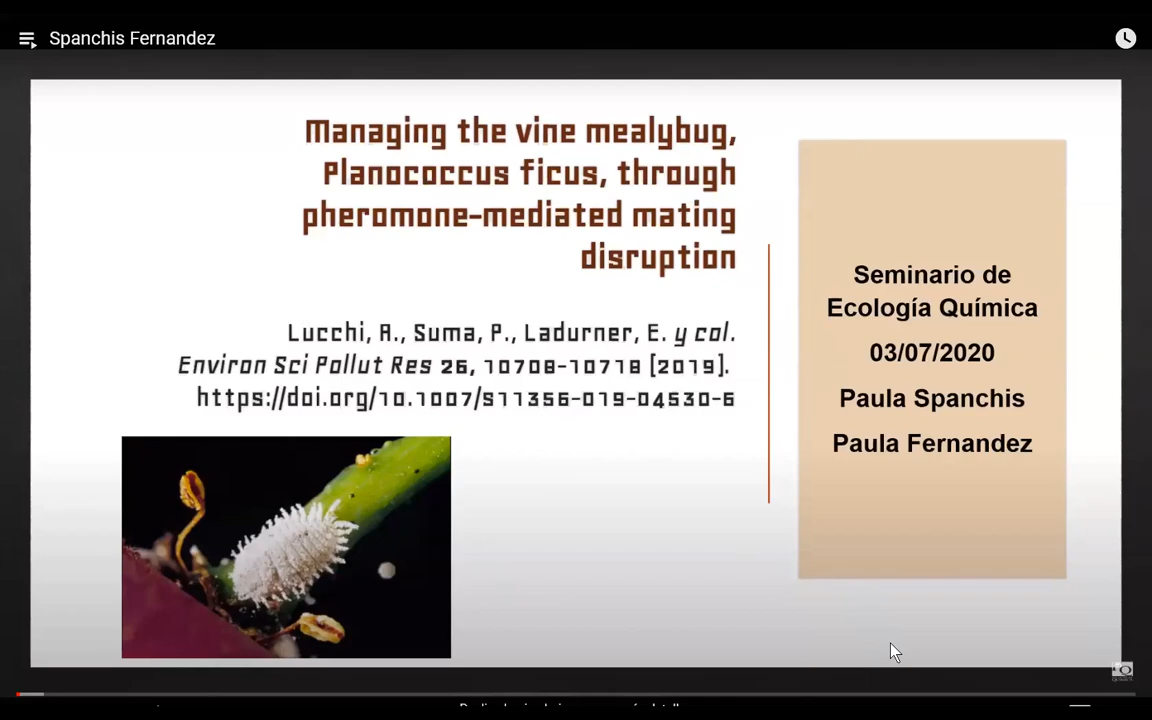 Spanchis Fernandez
Managing the vine mealybug,
Planococcus ficus, through
pheromone-mediated mating
disruption
Lucchi, A., Suma, P., Ladurner, E. y col.
Environ Sci Pollut Res 26, 10708-10718 (2019).
https://doi.org/10.1007/s11356-019-04530-6
Seminario de
Ecología Química
03/07/2020
Paula Spanchis
Paula Fernandez